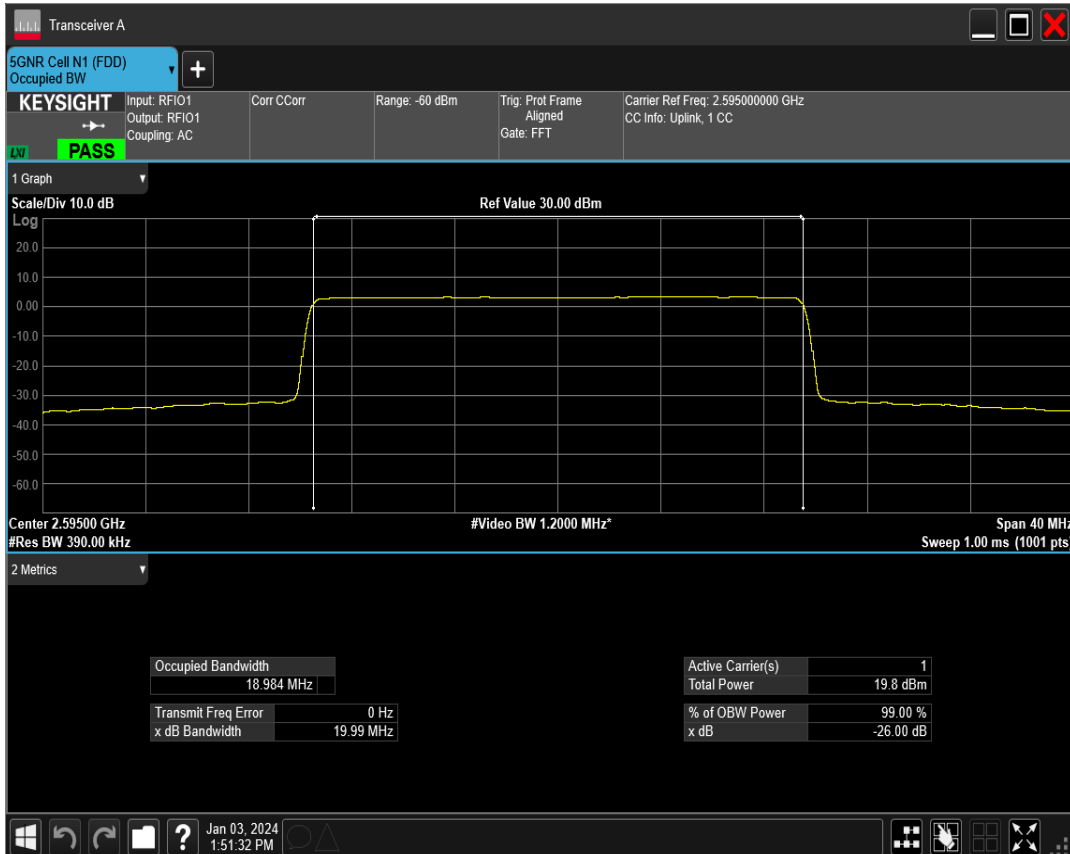 Transceiver A
5GNR Cell N1 (FDD)
Occupied BW
+
KEYSIGHT
LXI
PASS
Input: RFIO1
Output: RFIO1
Coupling: AC
Corr CCorr
Range: -60 dBm
Trig: Prot Frame
Aligned
Gate: FFT
Carrier Ref Freq: 2.595000000 GHz
CC Info: Uplink, 1 CC
1 Graph
Scale/Div 10.0 dB
Ref Value 30.00 dBm
Log
20.0
10.0
0.00
-10.0
-20.0
-30.0
-40.0
-50.0
-60.0
Center 2.59500 GHz
#Video BW 1.2000 MHz*
Span 40 MHz
#Res BW 390.00 kHz
Sweep 1.00 ms (1001 pts)
2 Metrics
Occupied Bandwidth
18.984 MHz
Transmit Freq Error 0 Hz
x dB Bandwidth 19.99 MHz
Active Carrier(s) 1
Total Power 19.8 dBm
% of OBW Power 99.00 %
x dB -26.00 dB
?
Jan 03, 2024
1:51:32 PM